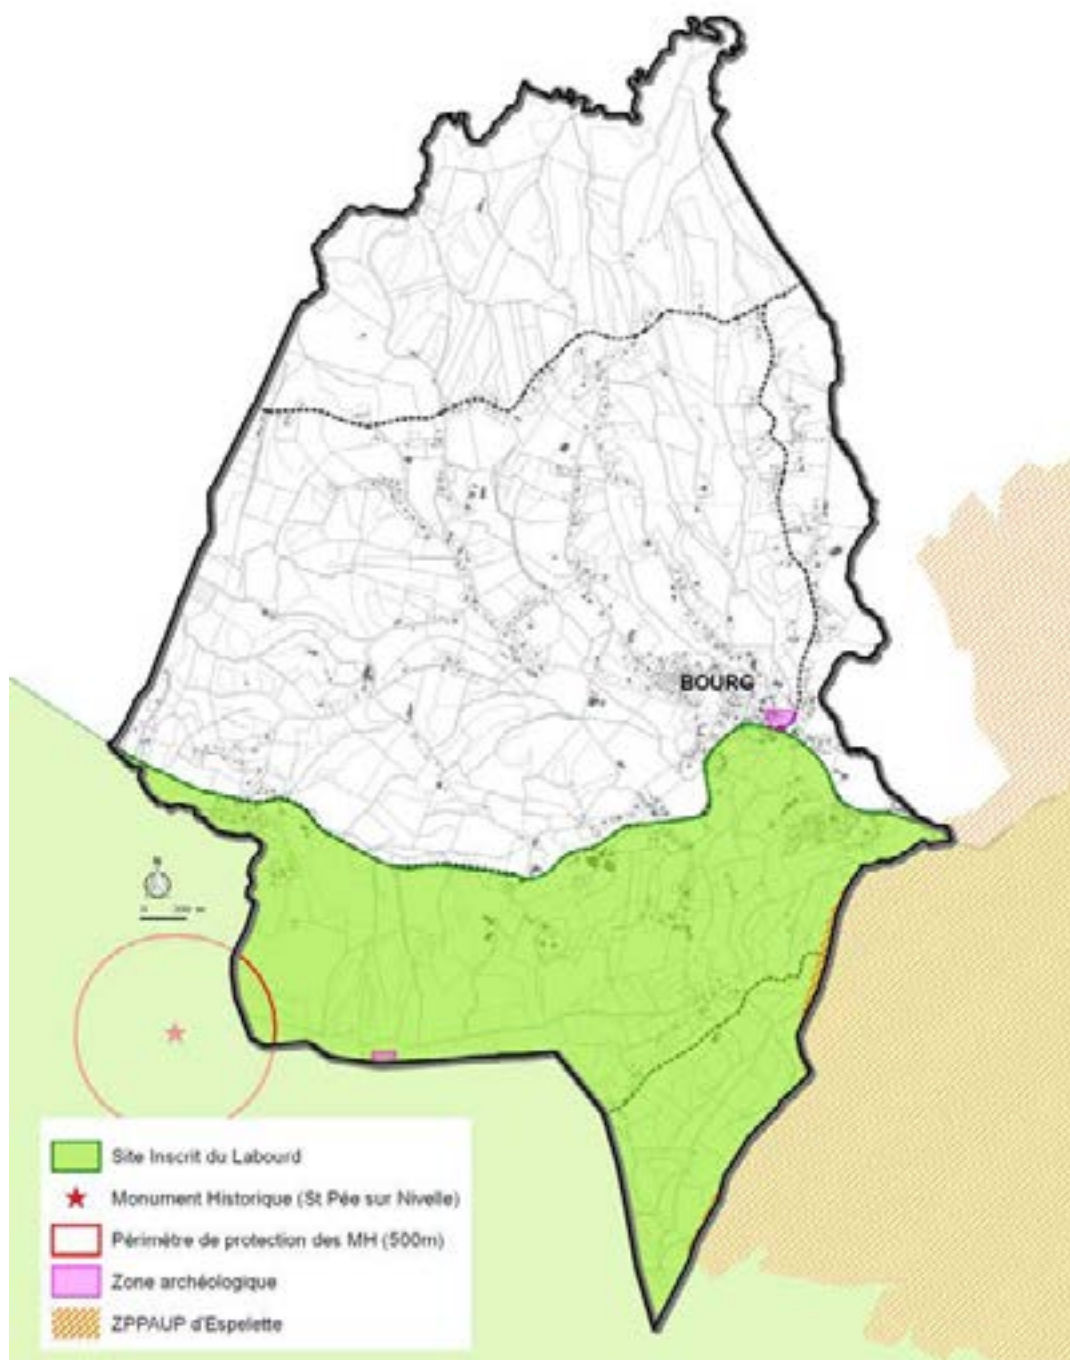 BOURG
N
0
Site Inscrit du Labourd
Monument Historique (St Pée sur Nivelle)
Périmètre de protection des MH (500m)
Zone archéologique
ZPPAUP d'Espelette